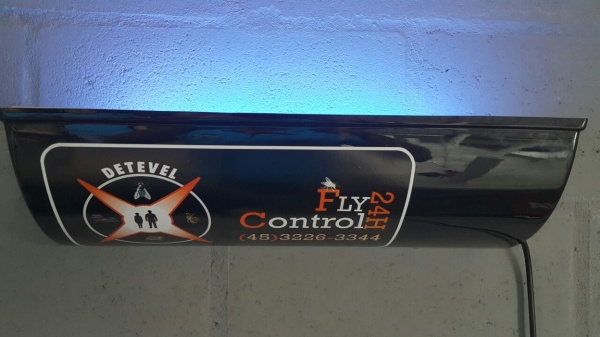 DETEVEL
FLY
CONTROL
24H.
(45)3226-3344